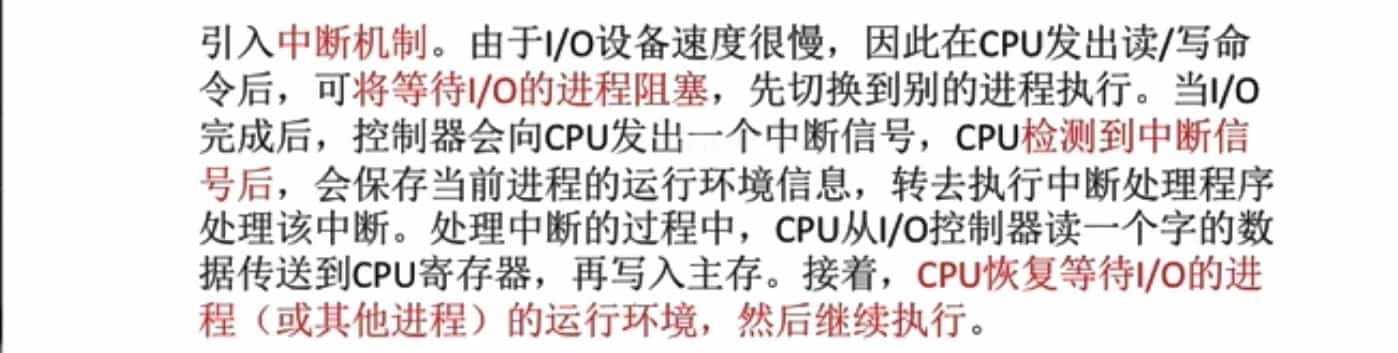 引入中断机制。由于I/O设备速度很慢，因此在CPU发出读/写命
令后，可将等待I/O的进程阻塞，先切换到别的进程执行。当I/O
完成后，控制器会向CPU发出一个中断信号，CPU检测到中断信
号后，会保存当前进程的运行环境信息，转去执行中断处理程序
处理该中断。处理中断的过程中，CPU从I/O控制器读一个字的数
据传送到CPU寄存器，再写入主存。接着，CPU恢复等待I/O的进
程（或其他进程）的运行环境，然后继续执行。